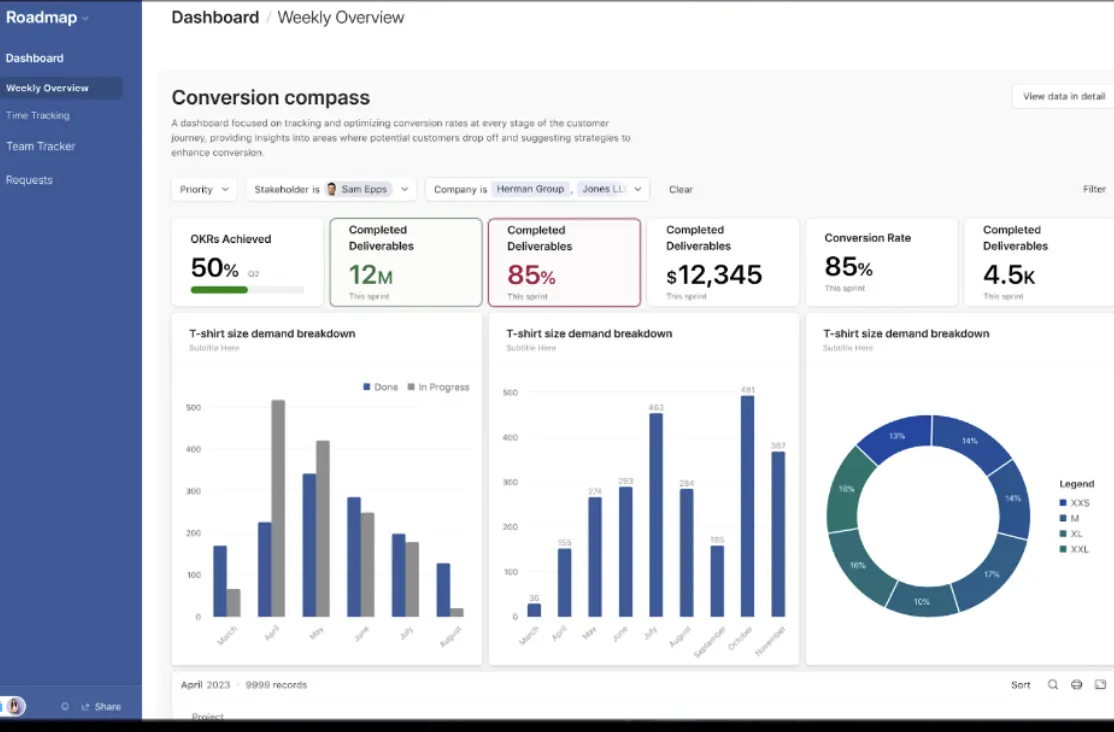 Roadmap
Dashboard / Weekly Overview
Dashboard
Weekly Overview
Time Tracking
Team Tracker
Requests
Share
Conversion compass
View data in detail
A dashboard focused on tracking and optimizing conversion rates at every stage of the customer
journey, providing insights into areas where potential customers drop off and suggesting strategies to
enhance conversion.
Priority
Stakeholder is Sam Epps
Company is Herman Group , Jones LL
Clear
Filter
OKRs Achieved
50% Q2
Completed
Deliverables
12M
This sprint
Completed
Deliverables
85%
This sprint
Completed
Deliverables
$12,345
This sprint
Conversion Rate
85%
This sprint
Completed
Deliverables
4.5K
This sprint
T-shirt size demand breakdown
Subtitle Here
Done In Progress
500
400
300
200
100
0
March April May June July August
T-shirt size demand breakdown
Subtitle Here
500
400
300
200
100
0
36 155 274 293 463 284 165 481 367
March April May June July August September October November
T-shirt size demand breakdown
Subtitle Here
13% 14%
16% 14%
16% 17%
10%
Legend
XXS
M
XL
XXL
April 2023 · 9999 records
Sort
Project